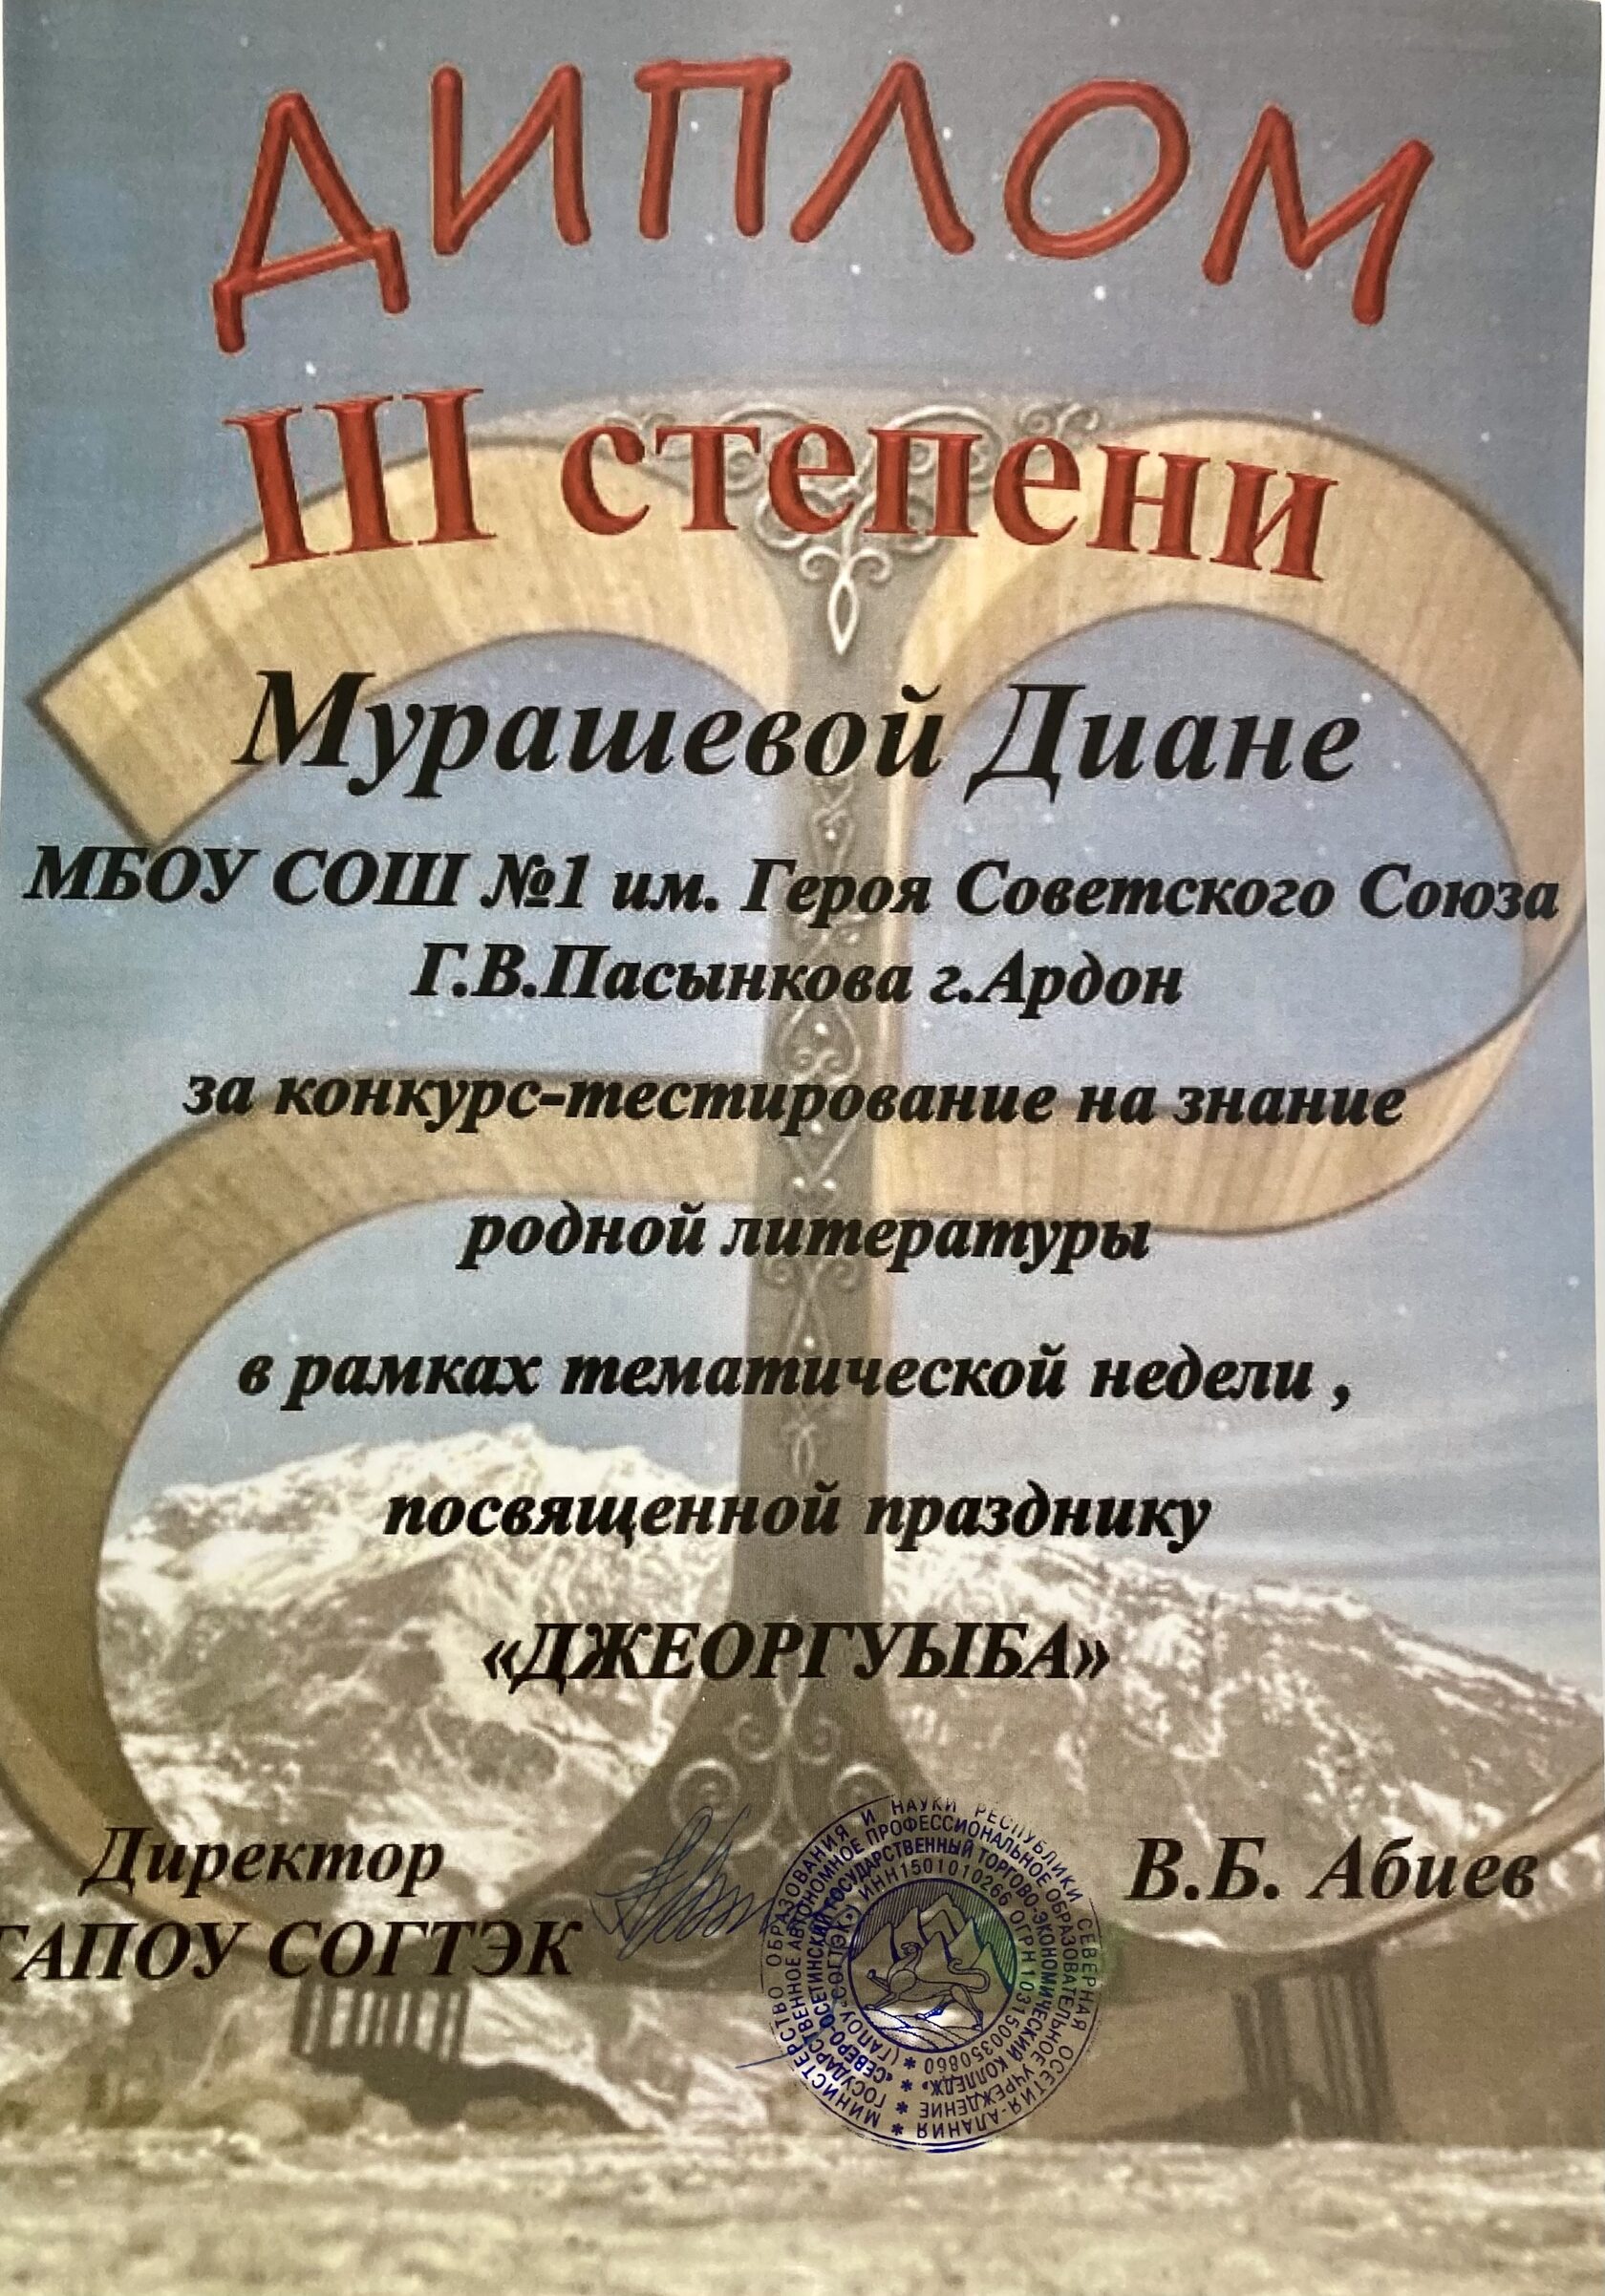 ДИПЛОМ
III степени
Мурашевой Диане
МБОУ СОШ №1 им. Героя Советского Союза
Г.В.Пасынкова г.Ардон
за конкурс-тестирование на знание
родной литературы
в рамках тематической недели ,
посвященной празднику
«ДЖЕОРГУЫБА»
Директор
ГАПОУ СОГТЭК
В.Б. Абиев
МИНИСТЕРСТВО ОБРАЗОВАНИЯ И НАУКИ РЕСПУБЛИКИ СЕВЕРНАЯ ОСЕТИЯ-АЛАНИЯ *
ГОСУДАРСТВЕННОЕ АВТОНОМНОЕ ПРОФЕССИОНАЛЬНОЕ ОБРАЗОВАТЕЛЬНОЕ УЧРЕЖДЕНИЕ *
«СЕВЕРО-ОСЕТИНСКИЙ ГОСУДАРСТВЕННЫЙ ТОРГОВО-ЭКОНОМИЧЕСКИЙ КОЛЛЕДЖ» *
(ГАПОУ «СОГТЭК») ИНН1501010266 ОГРН1031500350860 *